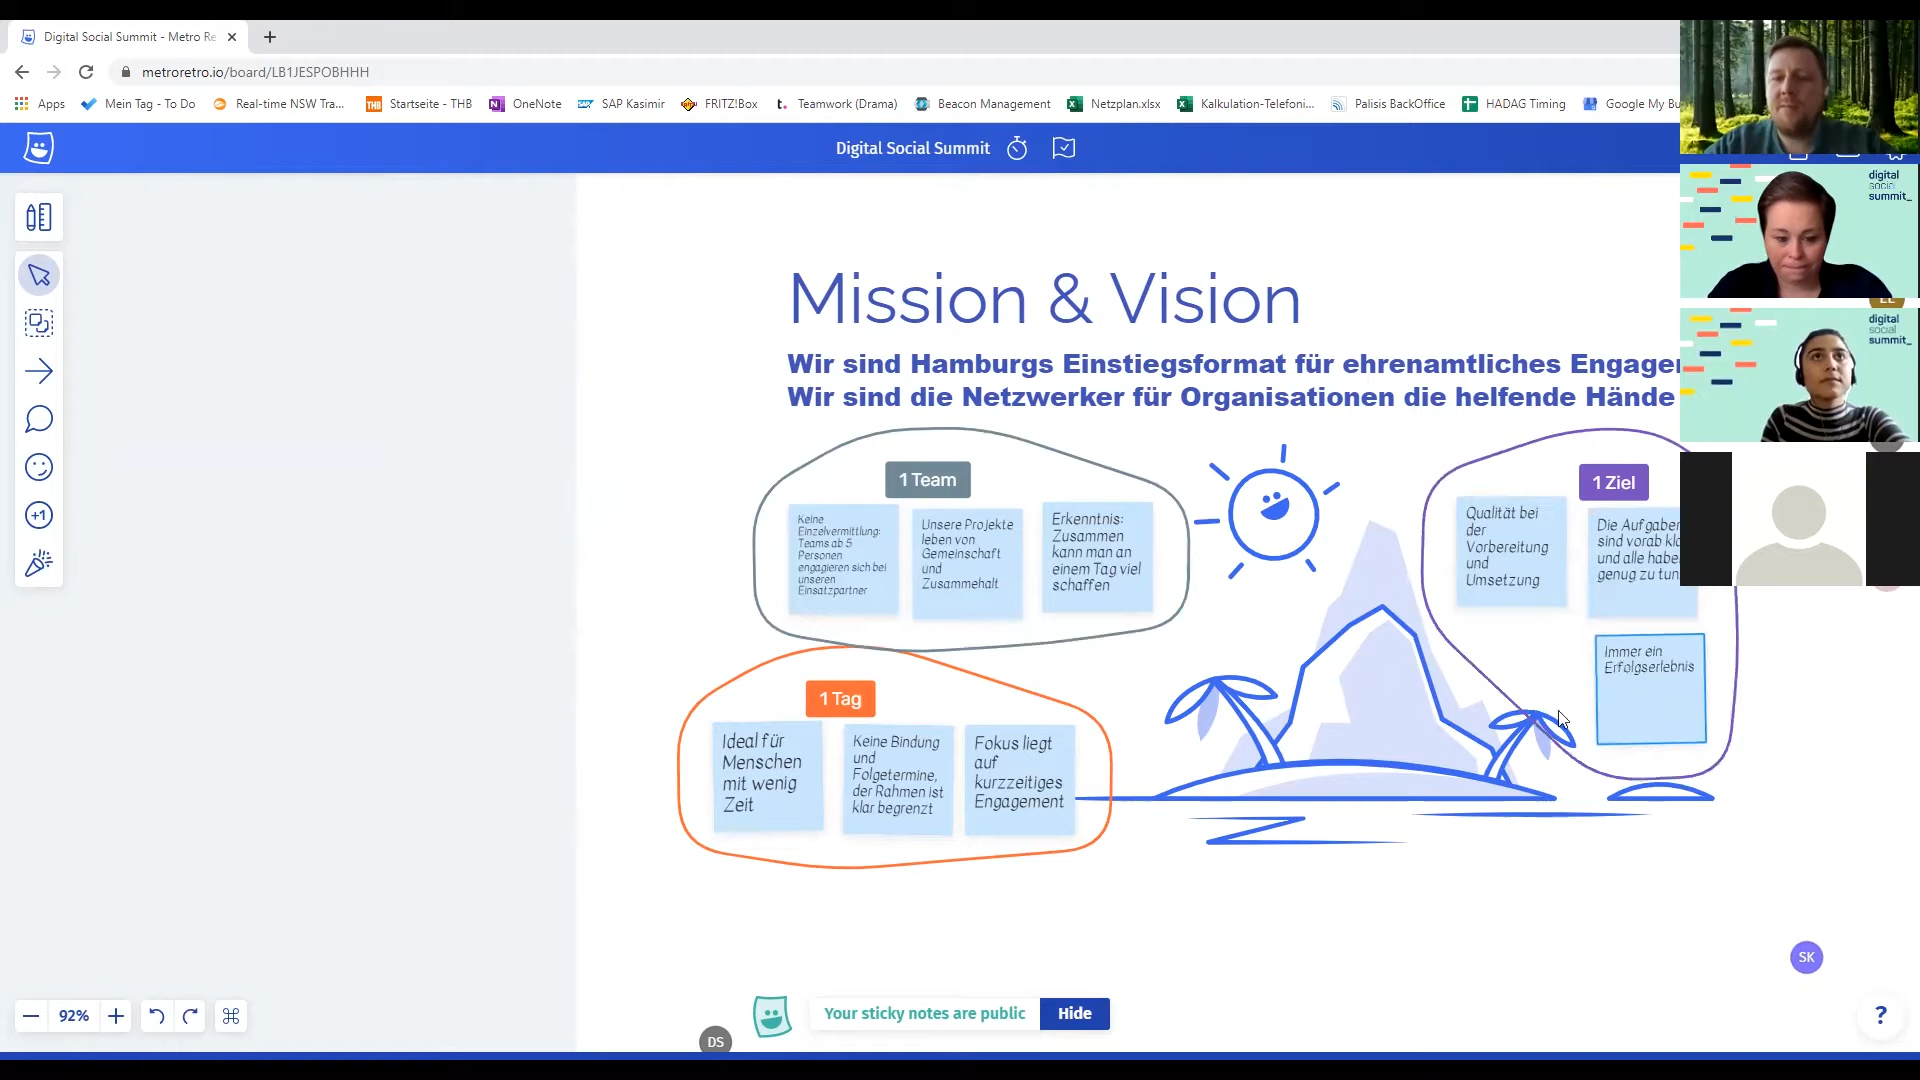 Digital Social Summit - Metro Re
metroretro.io/board/LB1JESPOBHHH
Apps
Mein Tag - To Do
Real-time NSW Tra...
THB
Startseite - THB
OneNote
SAP Kasimir
FRITZ!Box
t.
Teamwork (Drama)
Beacon Management
Netzplan.xlsx
Kalkulation-Telefoni...
Palisis BackOffice
HADAG Timing
Google My Bu
Digital Social Summit
digital
social
summit_
digital
social
summit_
Mission & Vision
Wir sind Hamburgs Einstiegsformat für ehrenamtliches Engage
Wir sind die Netzwerker für Organisationen die helfende Hände
1 Team
Keine
Einzelvermittlung:
Teams ab 5
Personen
engagieren sich bei
unseren
Einsatzpartner
Unsere Projekte
leben von
Gemeinschaft
und
Zusammehalt
Erkenntnis:
Zusammen
kann man an
einem Tag viel
schaffen
1 Ziel
Qualität bei
der
Vorbereitung
und
Umsetzung
Die Aufgaben
sind vorab kla
und alle habe
genug zu tun
Immer ein
Erfolgserlebnis
1 Tag
Ideal für
Menschen
mit wenig
Zeit
Keine Bindung
und
Folgetermine,
der Rahmen ist
klar begrenzt
Fokus liegt
auf
kurzzeitiges
Engagement
+1
SK
92%
Your sticky notes are public
Hide
?
DS